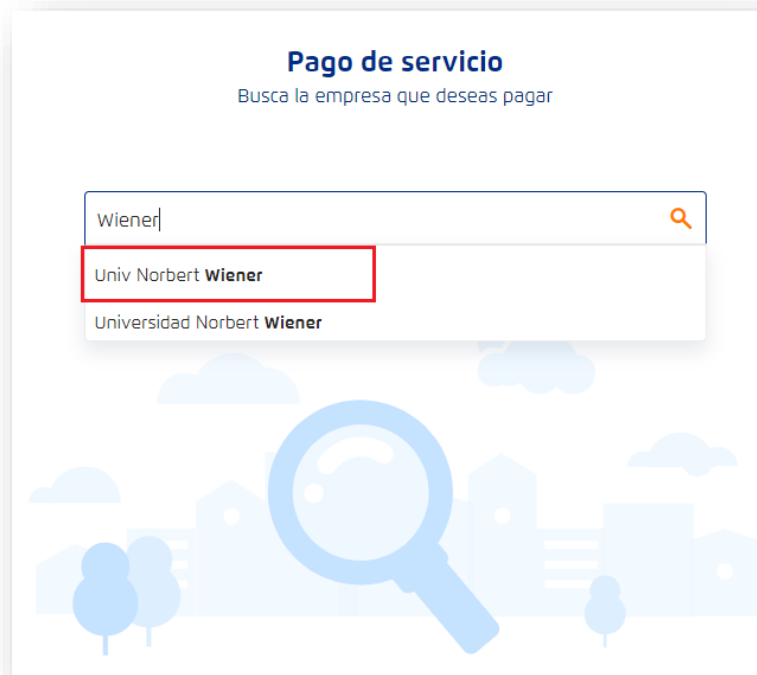 Pago de servicio
Busca la empresa que deseas pagar
Wiener
Univ Norbert Wiener
Universidad Norbert Wiener